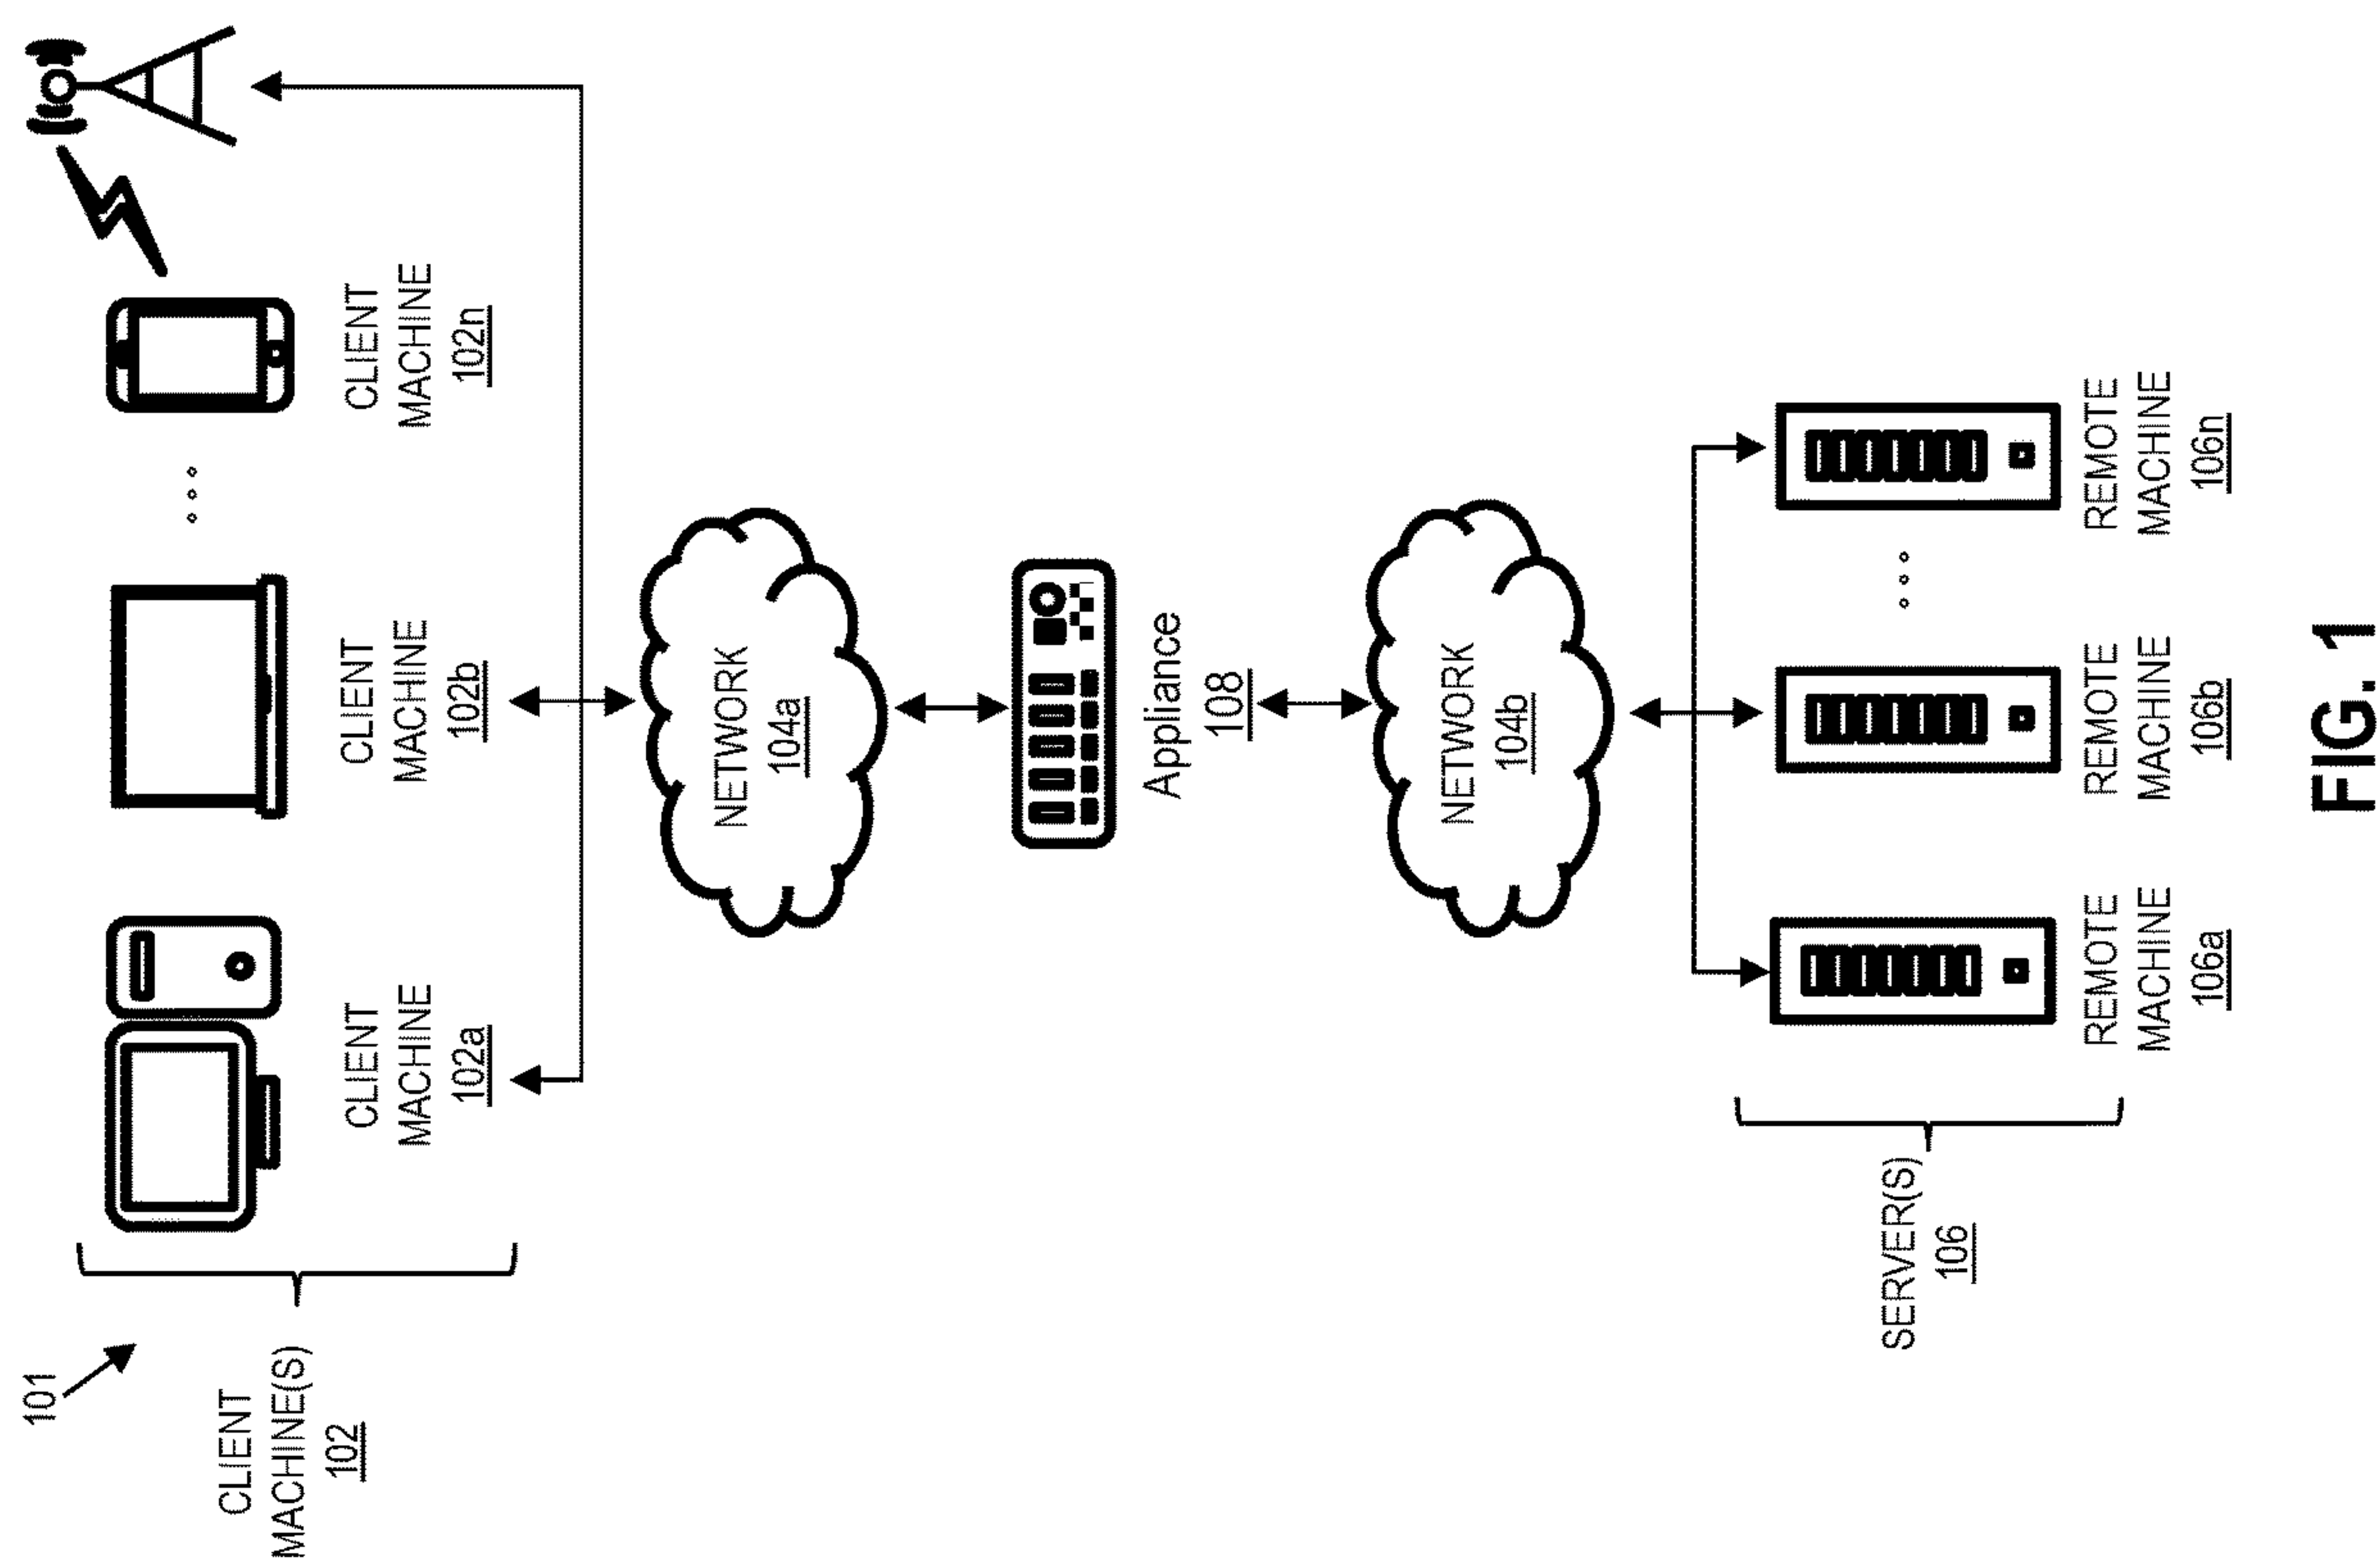 101
CLIENT
MACHINE(S)
102
CLIENT
MACHINE
102a
CLIENT
MACHINE
102b
CLIENT
MACHINE
102n
NETWORK
104a
Appliance
108
NETWORK
104b
SERVER(S)
106
REMOTE
MACHINE
106a
REMOTE
MACHINE
106b
REMOTE
MACHINE
106n
FIG. 1